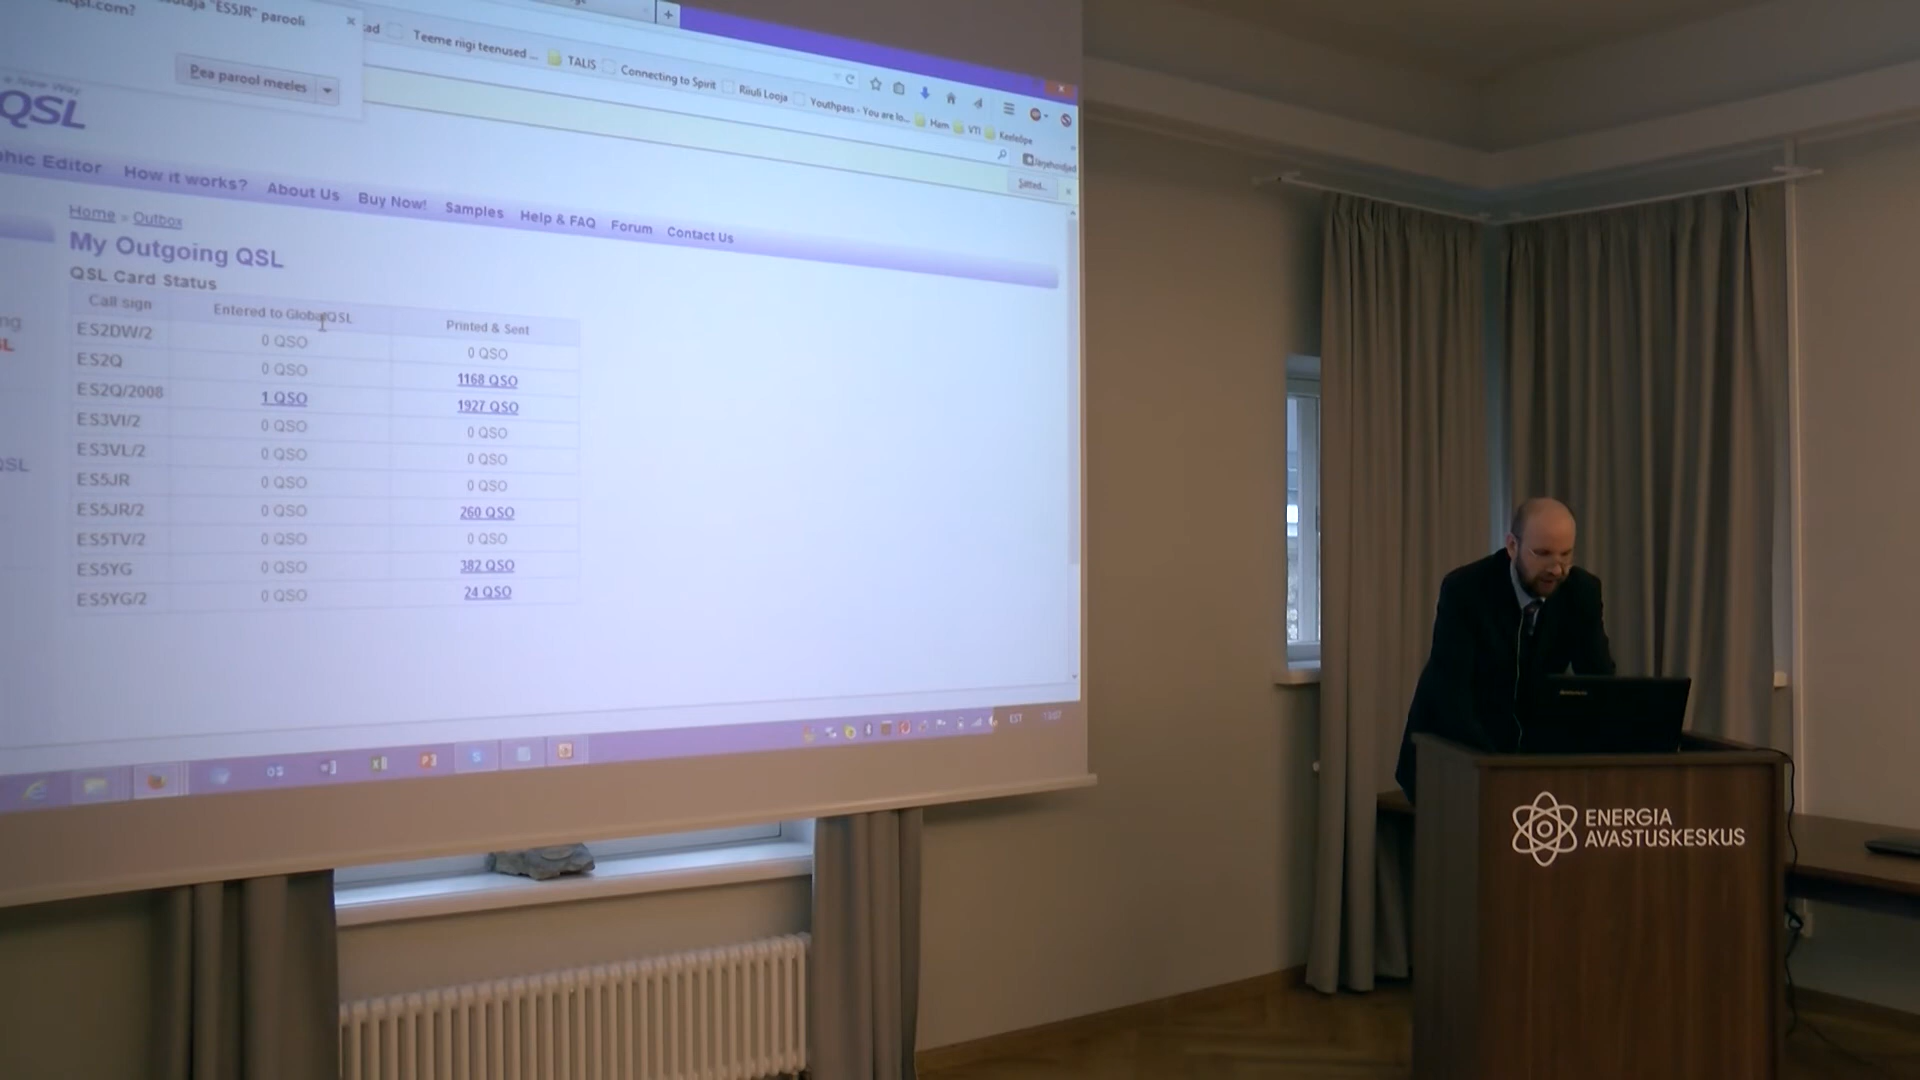 "ES5JR" parooli
Pea parool meeles
Teeme riigi teenused ...
TALIS
Connecting to Spirit
Riiuli Looja
Youthpass - You are lo...
Ham
VTI
QSL
hic Editor
How it works?
About Us
Buy Now!
Samples
Help & FAQ
Forum
Contact Us
Home » Outbox
My Outgoing QSL
QSL Card Status
Call sign Entered to GlobalQSL Printed & Sent
ES2DW/2 0 QSO 0 QSO
ES2Q 0 QSO 1168 QSO
ES2Q/2008 1 QSO 1927 QSO
ES3VI/2 0 QSO 0 QSO
ES3VL/2 0 QSO 0 QSO
ES5JR 0 QSO 0 QSO
ES5JR/2 0 QSO 260 QSO
ES5TV/2 0 QSO 0 QSO
ES5YG 0 QSO 382 QSO
ES5YG/2 0 QSO 24 QSO
EST
ENERGIA
AVASTUSKESKUS